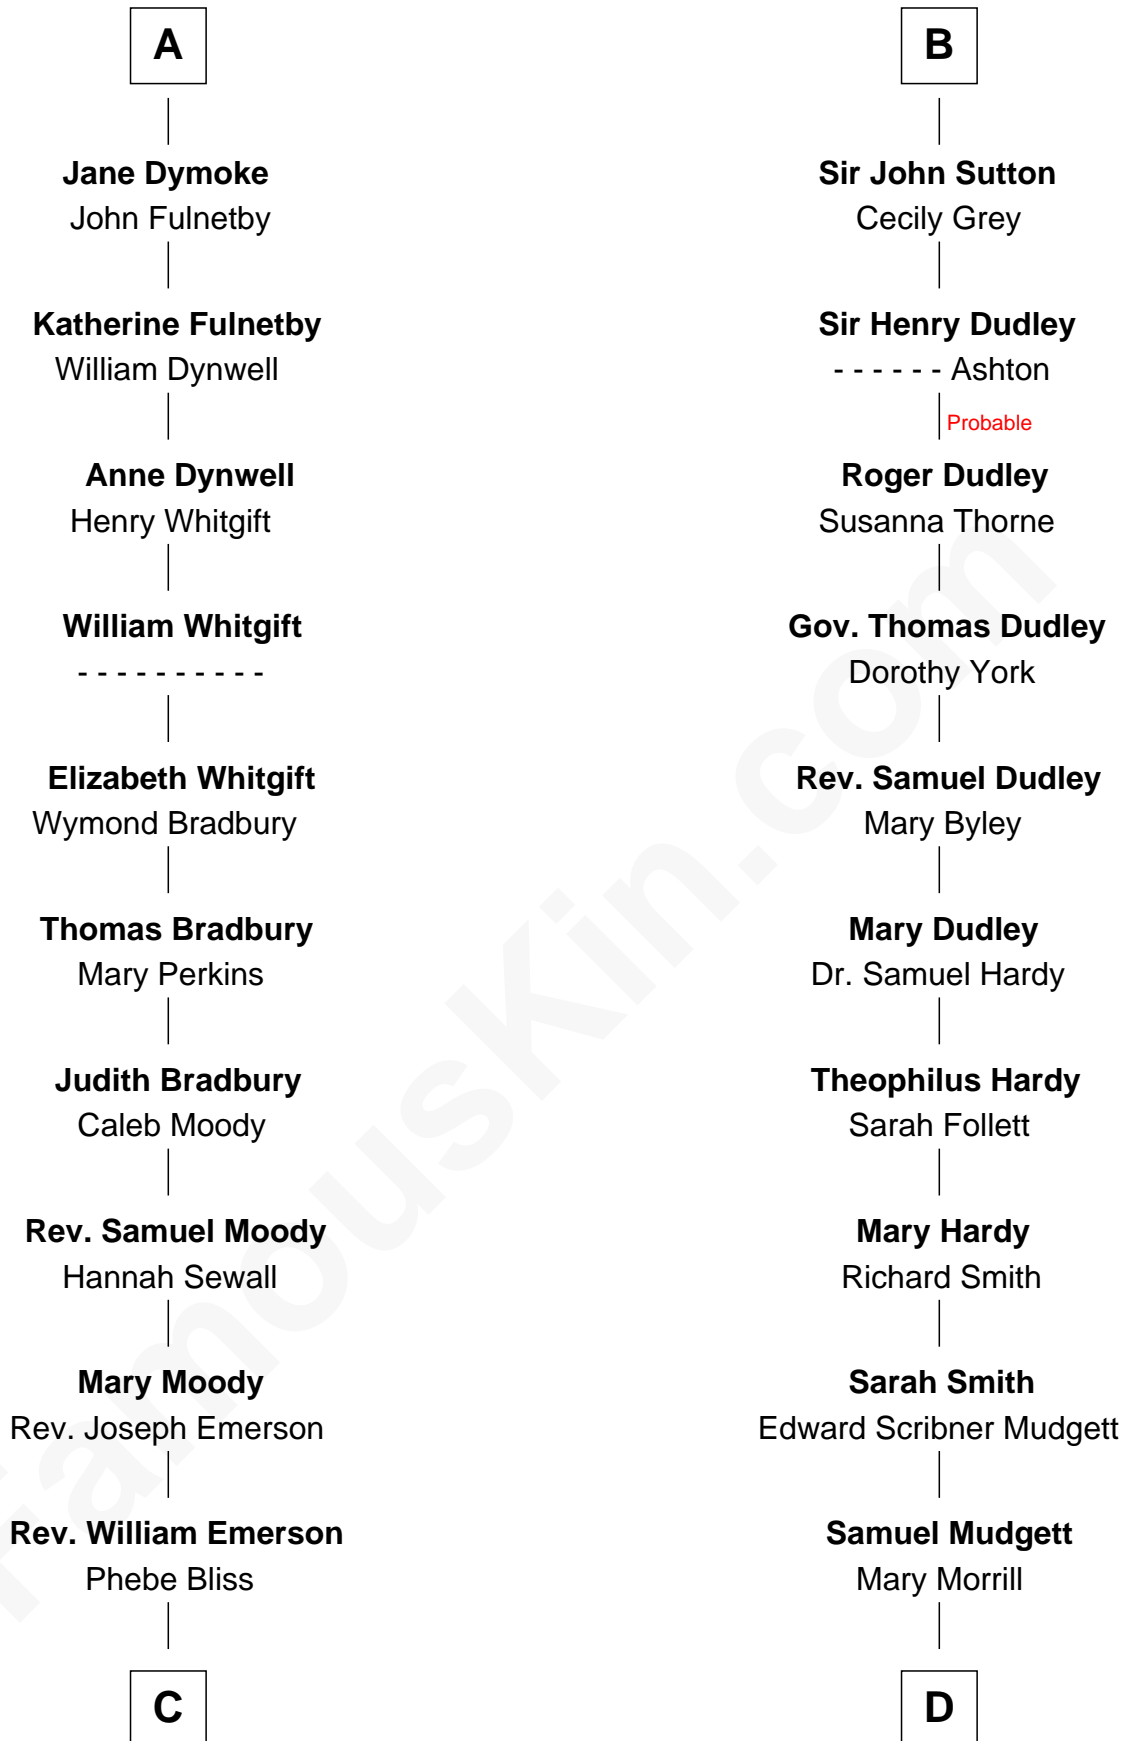 A
Jane Dymoke
John Fulnetby
Katherine Fulnetby
William Dynwell
Anne Dynwell
Henry Whitgift
William Whitgift
- - - - - - - - - -
Elizabeth Whitgift
Wymond Bradbury
Thomas Bradbury
Mary Perkins
Judith Bradbury
Caleb Moody
Rev. Samuel Moody
Hannah Sewall
Mary Moody
Rev. Joseph Emerson
Rev. William Emerson
Phebe Bliss
C
B
Sir John Sutton
Cecily Grey
Sir Henry Dudley
- - - - - - Ashton
Probable
Roger Dudley
Susanna Thorne
Gov. Thomas Dudley
Dorothy York
Rev. Samuel Dudley
Mary Byley
Mary Dudley
Dr. Samuel Hardy
Theophilus Hardy
Sarah Follett
Mary Hardy
Richard Smith
Sarah Smith
Edward Scribner Mudgett
Samuel Mudgett
Mary Morrill
D
FamousKin.com